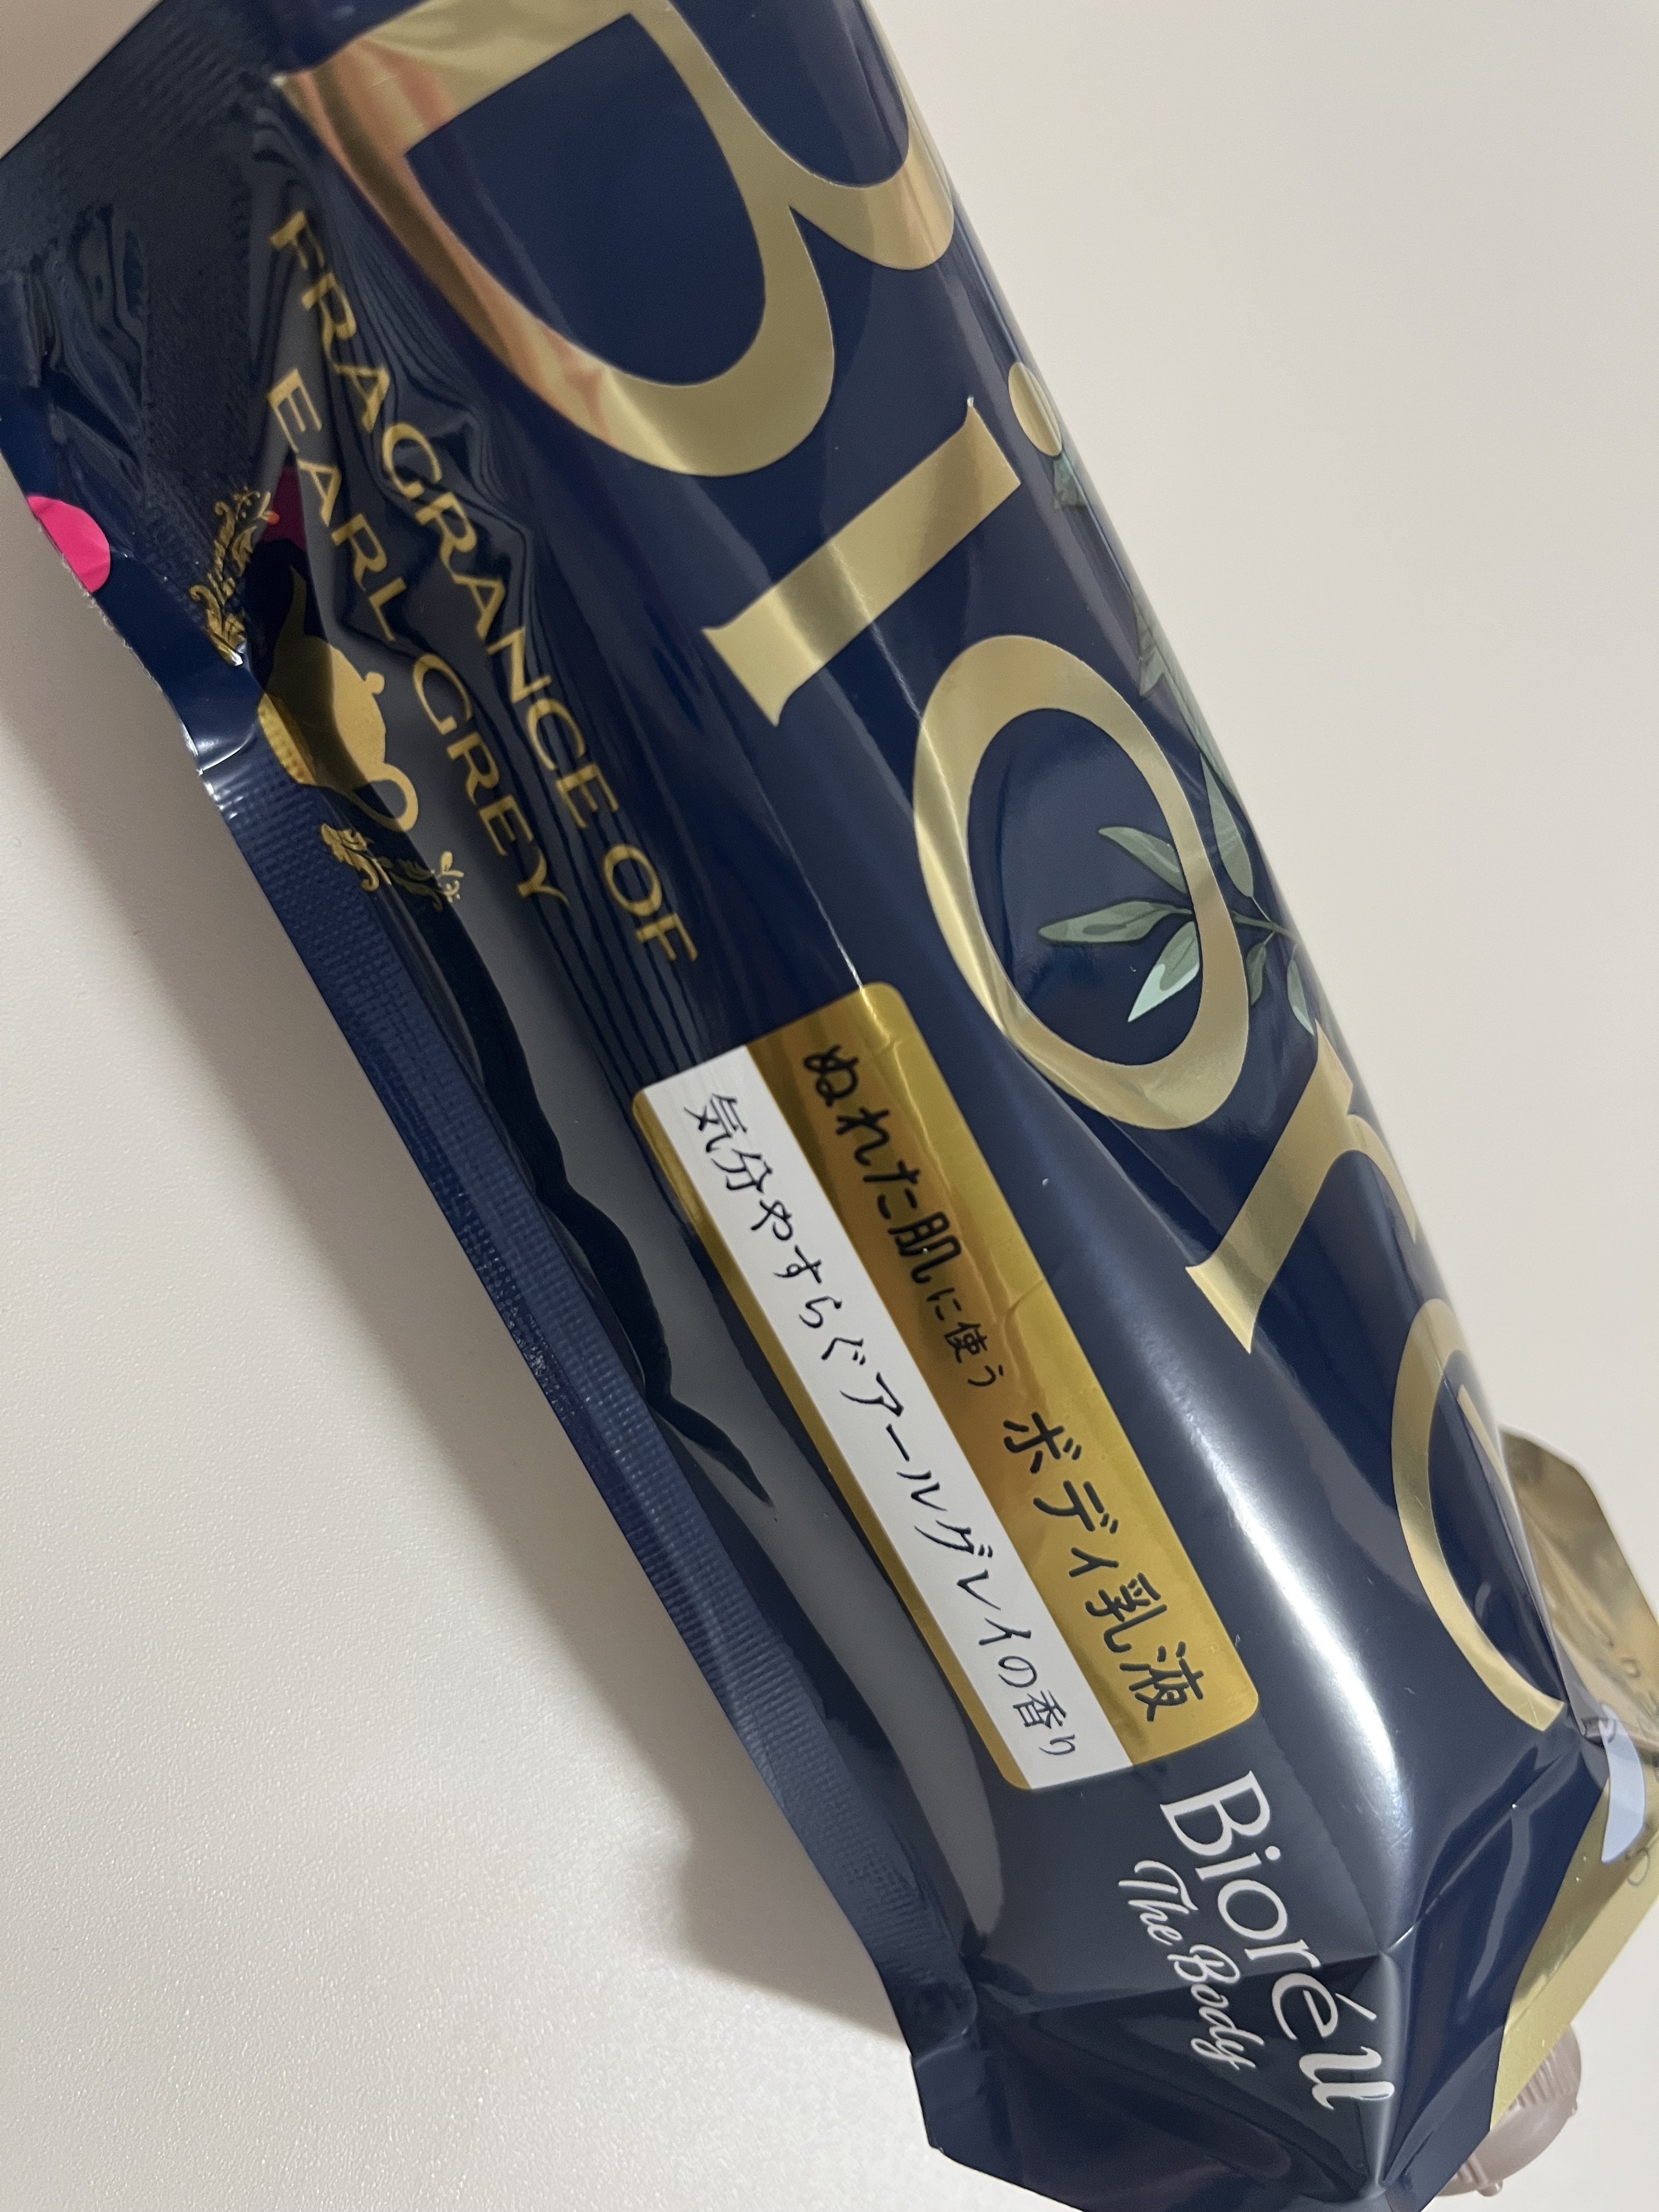 Biore
FRAGRANCE OF
EARL GREY
ぬれた肌に使う ボディ乳液
気分やすらぐアールグレイの香り
Bioré u
The Body